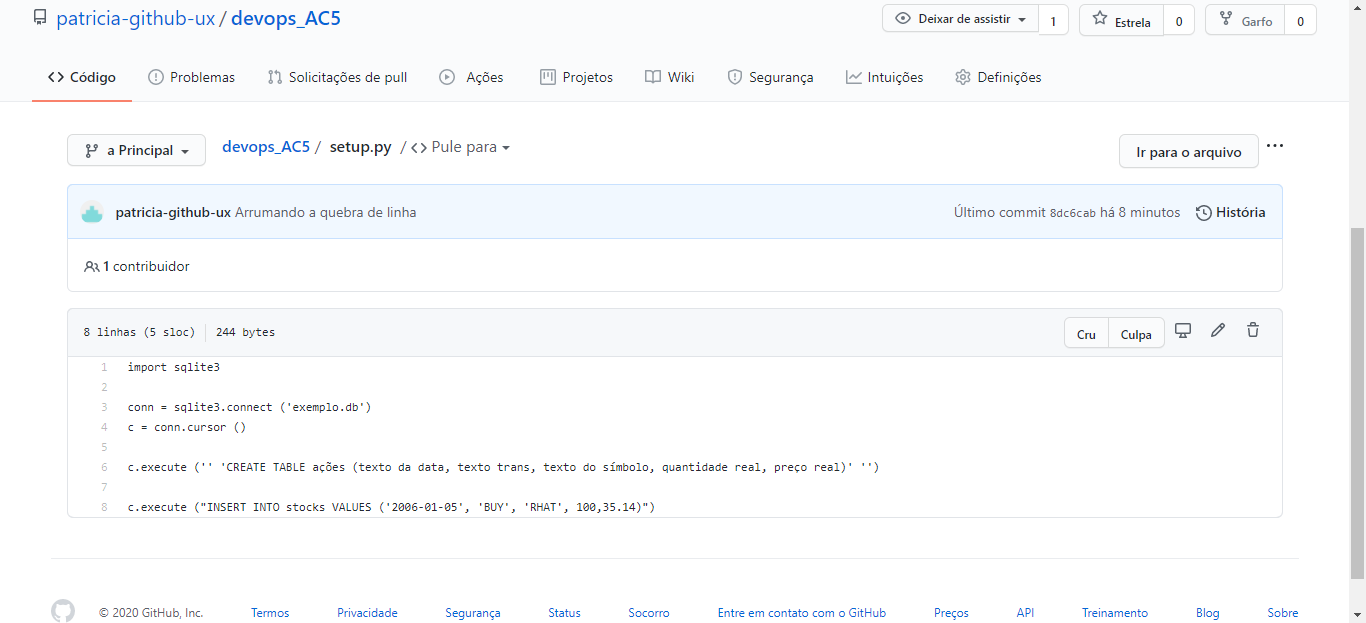 patricia-github-ux / devops_AC5
Deixar de assistir 1
Estrela 0
Garfo 0
Código Problemas Solicitações de pull Ações Projetos Wiki Segurança Intuições Definições
a Principal devops_AC5 / setup.py / Pule para Ir para o arquivo ...
patricia-github-ux Arrumando a quebra de linha Último commit 8dc6cab há 8 minutos História
1 contribuidor
8 linhas (5 sloc) 244 bytes Cru Culpa
1 import sqlite3
2
3 conn = sqlite3.connect ('exemplo.db')
4 c = conn.cursor ()
5
6 c.execute ('' 'CREATE TABLE ações (texto da data, texto trans, texto do símbolo, quantidade real, preço real)' '')
7
8 c.execute ("INSERT INTO stocks VALUES ('2006-01-05', 'BUY', 'RHAT', 100,35.14)")
© 2020 GitHub, Inc. Termos Privacidade Segurança Status Socorro Entre em contato com o GitHub Preços API Treinamento Blog Sobre